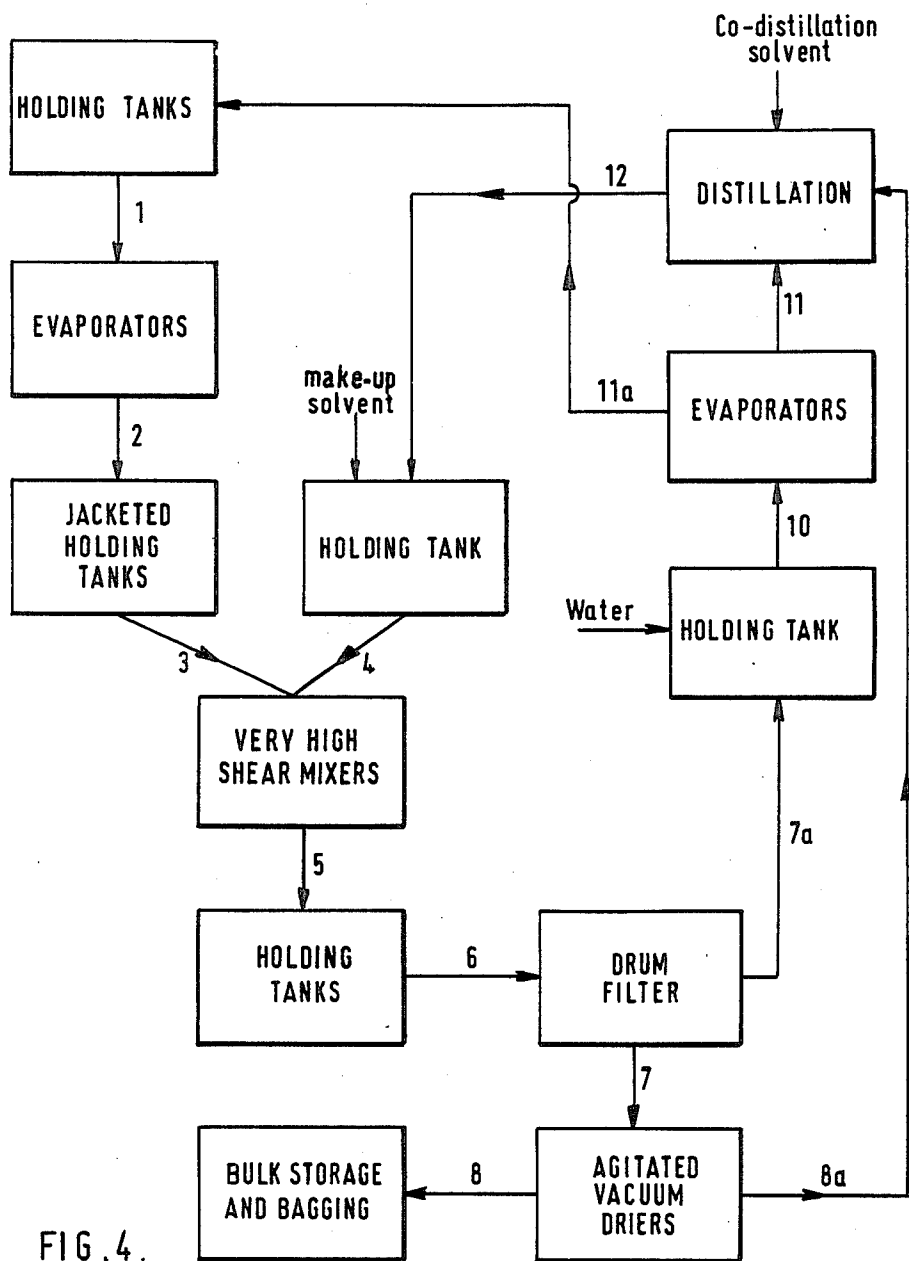 Co-distillation
solvent
HOLDING TANKS
12
DISTILLATION
1
11
EVAPORATORS
make-up
solvent
11a
EVAPORATORS
2
10
JACKETED
HOLDING
TANKS
HOLDING TANK
Water
HOLDING TANK
3
4
VERY HIGH
SHEAR MIXERS
7a
5
HOLDING
TANKS
6
DRUM
FILTER
7
BULK STORAGE
AND BAGGING
8
AGITATED
VACUUM
DRIERS
8a
FIG.4.